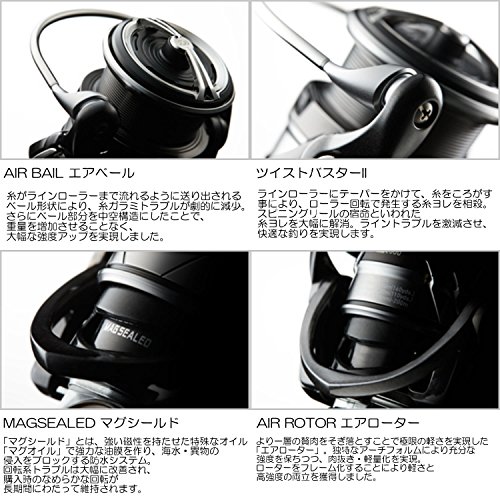 AIR BAIL エアベール
糸がラインローラーまで流れるように送り出される
ベール形状により、糸ガラミトラブルが劇的に減少。
さらにベール部分を中空構造にしたことで、
重量を増加させることなく、
大幅な強度アップを実現しました。
ツイストバスターII
ラインローラーにテーパーをかけて、糸をころがす
事により、ローラー回転で発生する糸ヨレを相殺。
スピニングリールの宿命といわれた
糸ヨレを大幅に解消。ライントラブルを激減させ、
快適な釣りを実現します。
MAGSEALED
MAGSEALED マグシールド
「マグシールド」とは、強い磁性を持たせた特殊なオイル
「マグオイル」で強力な油膜を作り、海水・異物の
侵入をブロックする防水システム。
回転系トラブルは大幅に改善され、
購入時のなめらかな回転が
長期間にわたって維持されます。
AIR ROTOR エアローター
より一層の贅肉をそぎ落とすことで極限の軽さを実現した
「エアローター」。独特なアーチフォルムにより充分な
強度を保ちつつ、肉抜き・軽量化を実現。
ローターをフレーム化することにより軽さと
高強度の両立を獲得しました。